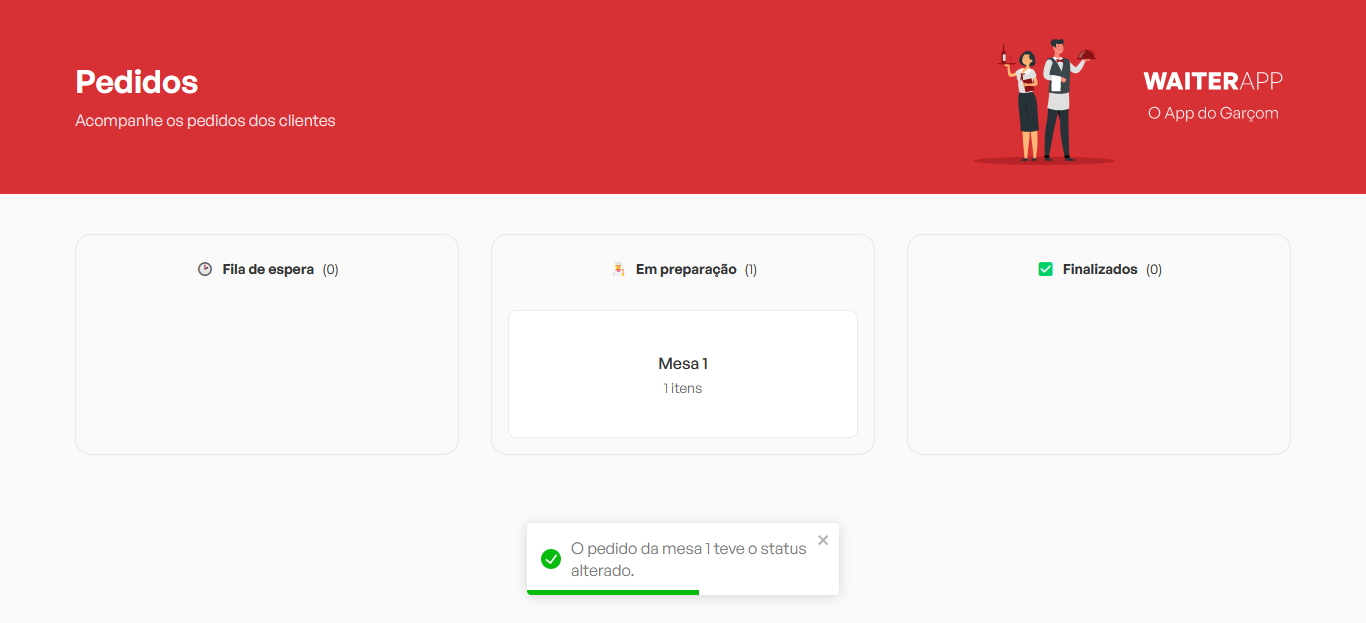 Pedidos
Acompanhe os pedidos dos clientes
WAITERAPP
O App do Garçom
Fila de espera (0)
Em preparação (1)
Finalizados (0)
Mesa 1
1 itens
O pedido da mesa 1 teve o status
alterado.